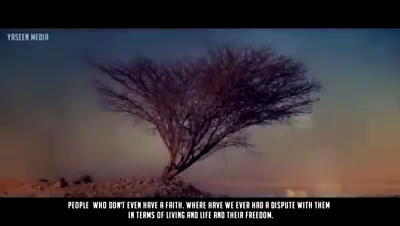 YASEEN MEDIA
PEOPLE WHO DON'T EVEN HAVE A FAITH. WHERE HAVE WE EVER HAD A DISPUTE WITH THEM
IN TERMS OF LIVING AND LIFE AND THEIR FREEDOM.